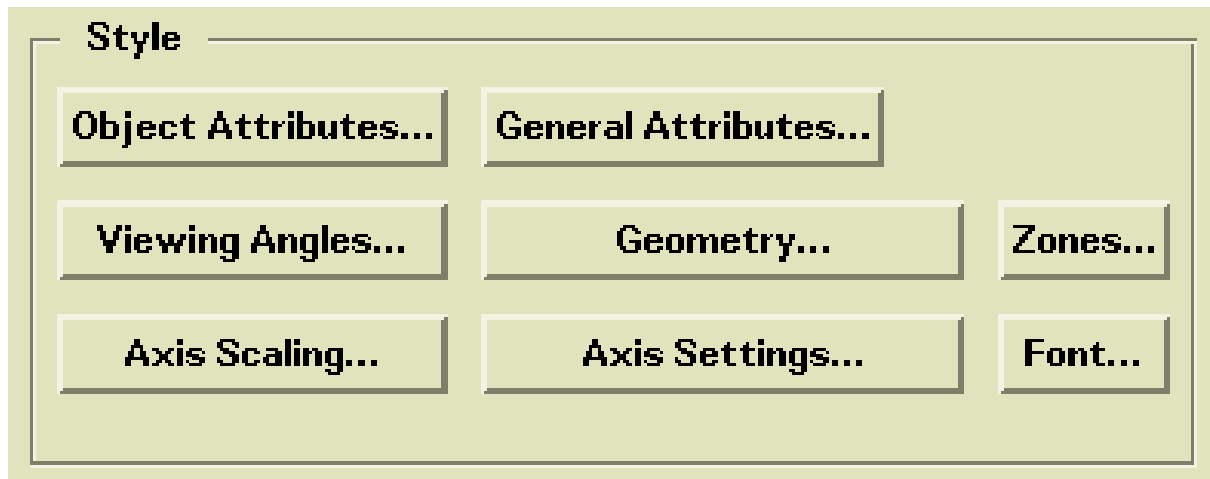 Style
Object Attributes... General Attributes...
Viewing Angles... Geometry... Zones...
Axis Scaling... Axis Settings... Font...